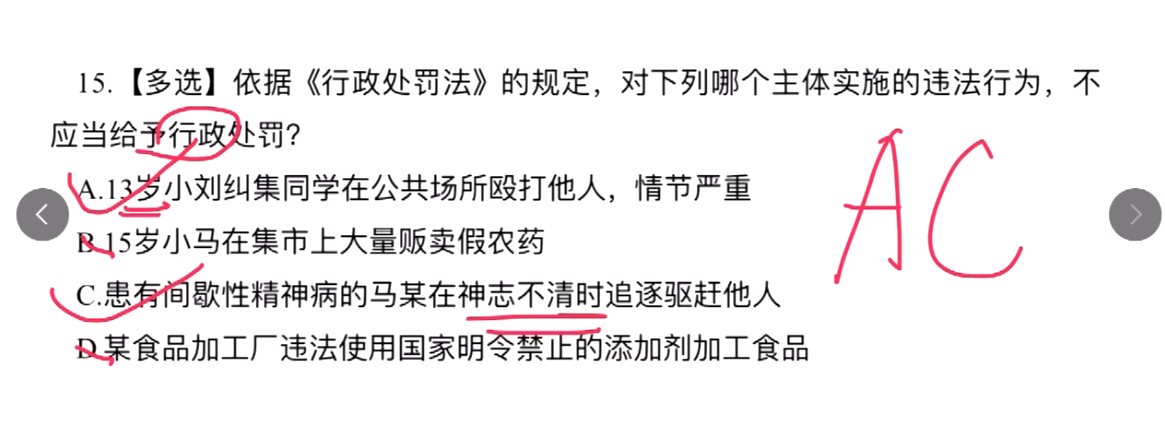 15.【多选】依据《行政处罚法》的规定，对下列哪个主体实施的违法行为，不
应当给予行政处罚？
A.13岁小刘纠集同学在公共场所殴打他人，情节严重
B.15岁小马在集市上大量贩卖假农药
C.患有间歇性精神病的马某在神志不清时追逐驱赶他人
D.某食品加工厂违法使用国家明令禁止的添加剂加工食品
AC